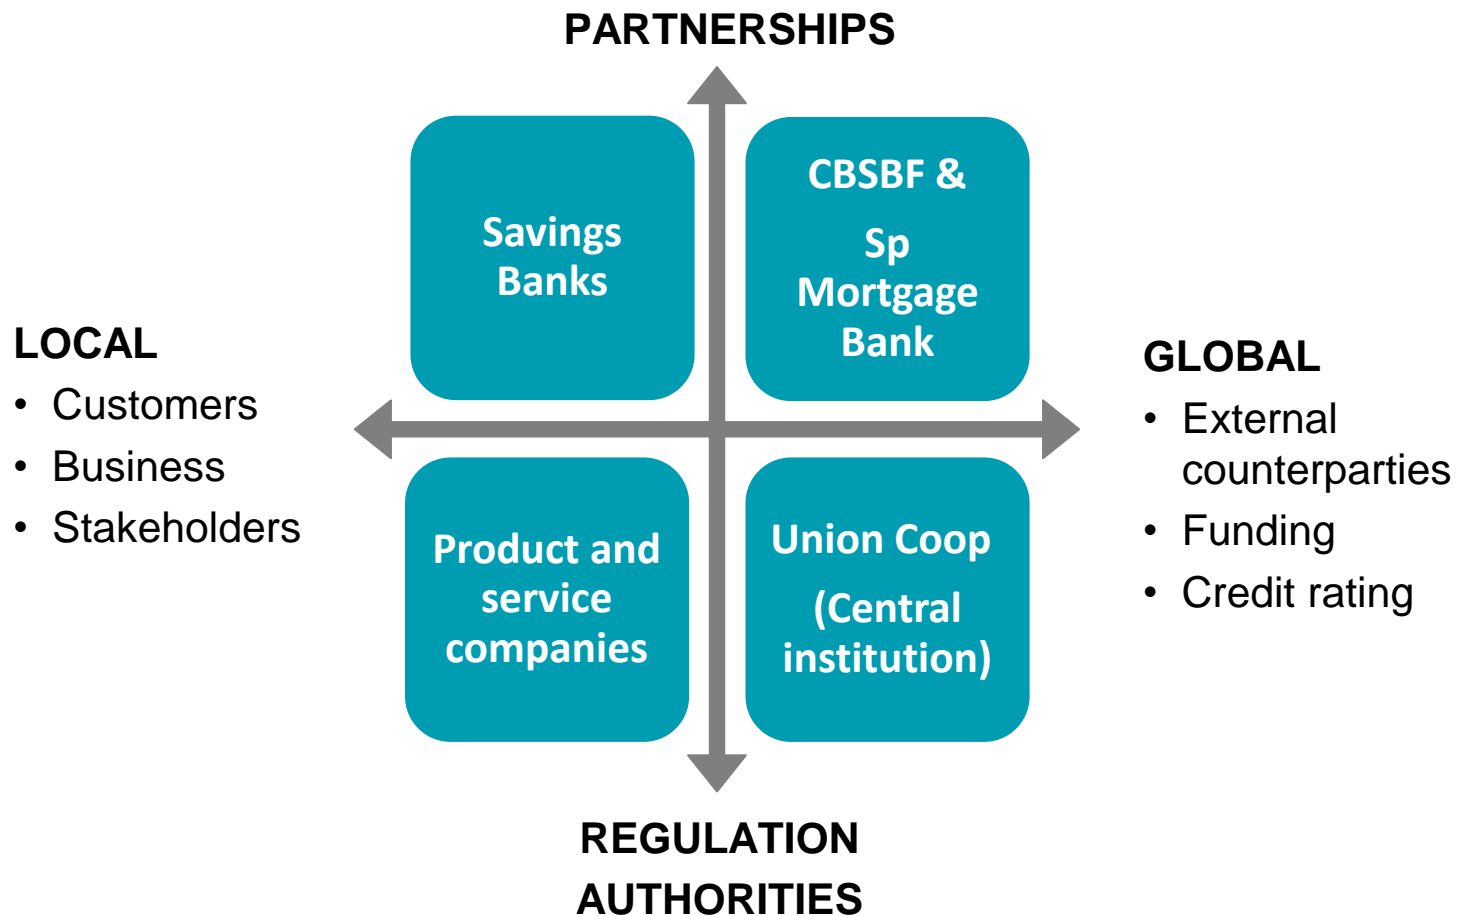 PARTNERSHIPS
Savings
Banks
CBSBF &
Sp
Mortgage
Bank
LOCAL
• Customers
• Business
• Stakeholders
GLOBAL
• External
counterparties
• Funding
• Credit rating
Product and
service
companies
Union Coop
(Central
institution)
REGULATION
AUTHORITIES